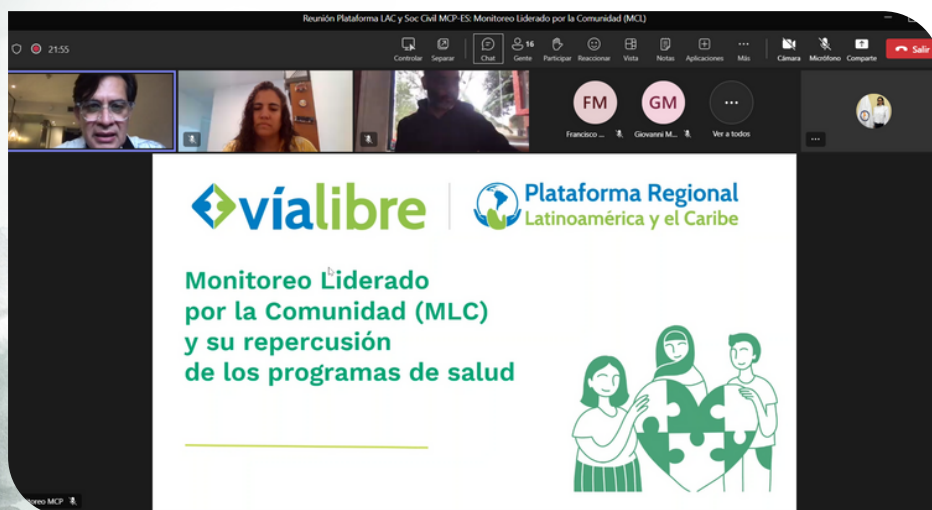 Reunión Plataforma LAC y Soc Civil MCP-ES: Monitoreo Liderado por la Comunidad (MCL)
21:55
Controlar Separar Chat Gente 16 Participar Reaccionar Vista Notas Aplicaciones Más Cámara Micrófono Comparte Salir
FM GM
Francisco ... Giovanni M... Ver a todos
víalibre
Plataforma Regional
Latinoamérica y el Caribe
Monitoreo Liderado
por la Comunidad (MLC)
y su repercusión
de los programas de salud
MCP